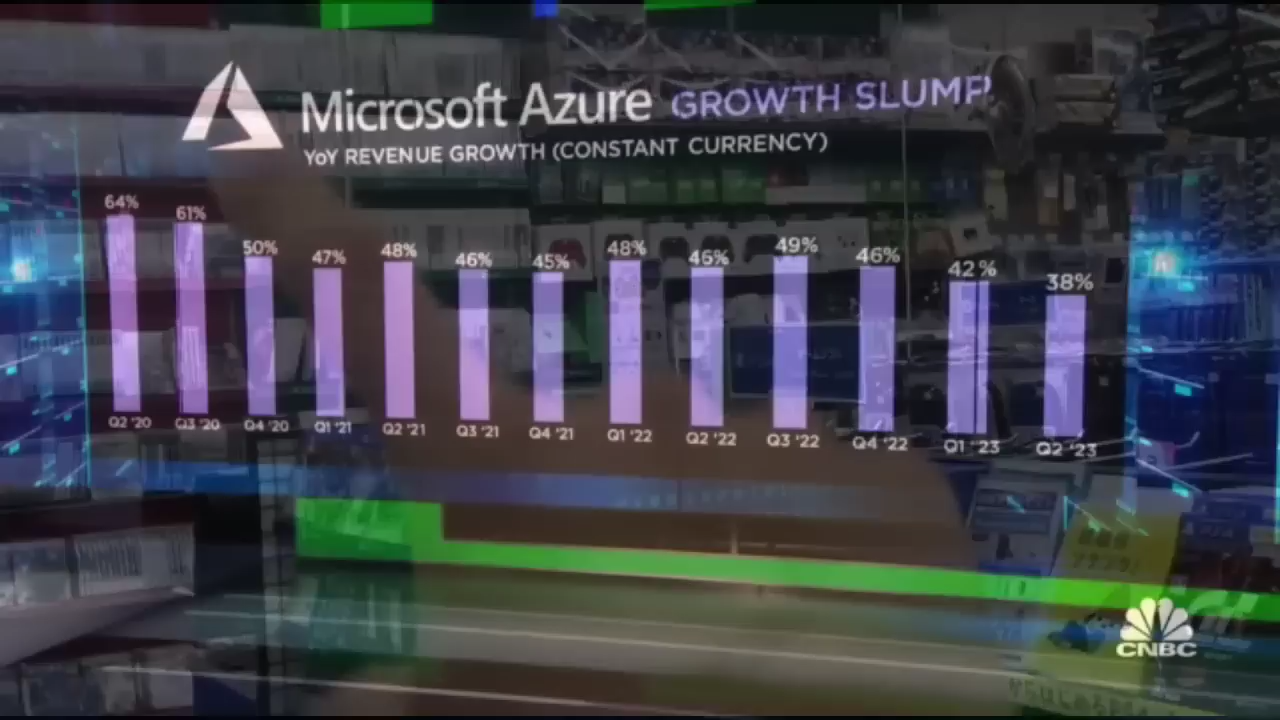 Microsoft Azure GROWTH SLUMP
YoY REVENUE GROWTH (CONSTANT CURRENCY)
64% 61% 50% 47% 48% 46% 45% 48% 46% 49% 46% 42% 38%
Q2 '20 Q3 '20 Q4 '20 Q1 '21 Q2 '21 Q3 '21 Q4 '21 Q1 '22 Q2 '22 Q3 '22 Q4 '22 Q1 '23 Q2 '23
CNBC